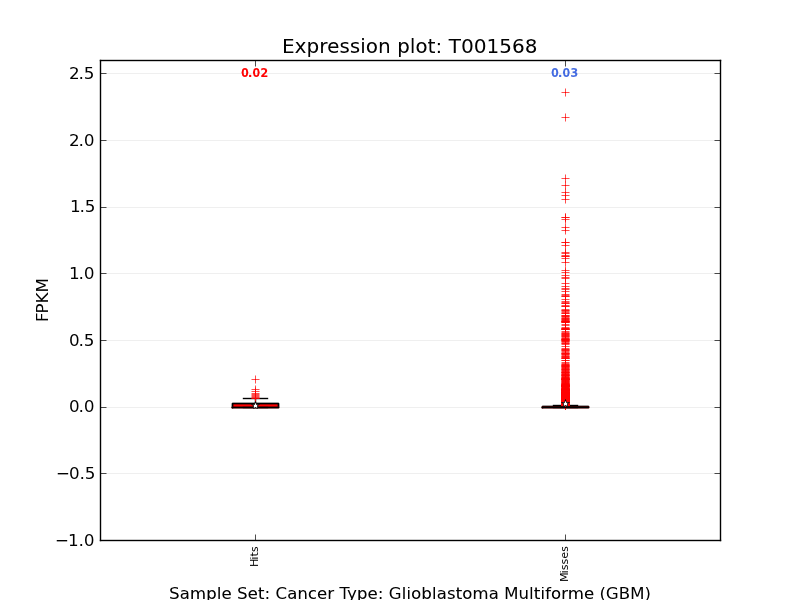 Expression plot: T001568
0.02
0.03
2.5
2.0
1.5
1.0
0.5
0.0
−0.5
−1.0
FPKM
Hits
Misses
Sample Set: Cancer Type: Glioblastoma Multiforme (GBM)